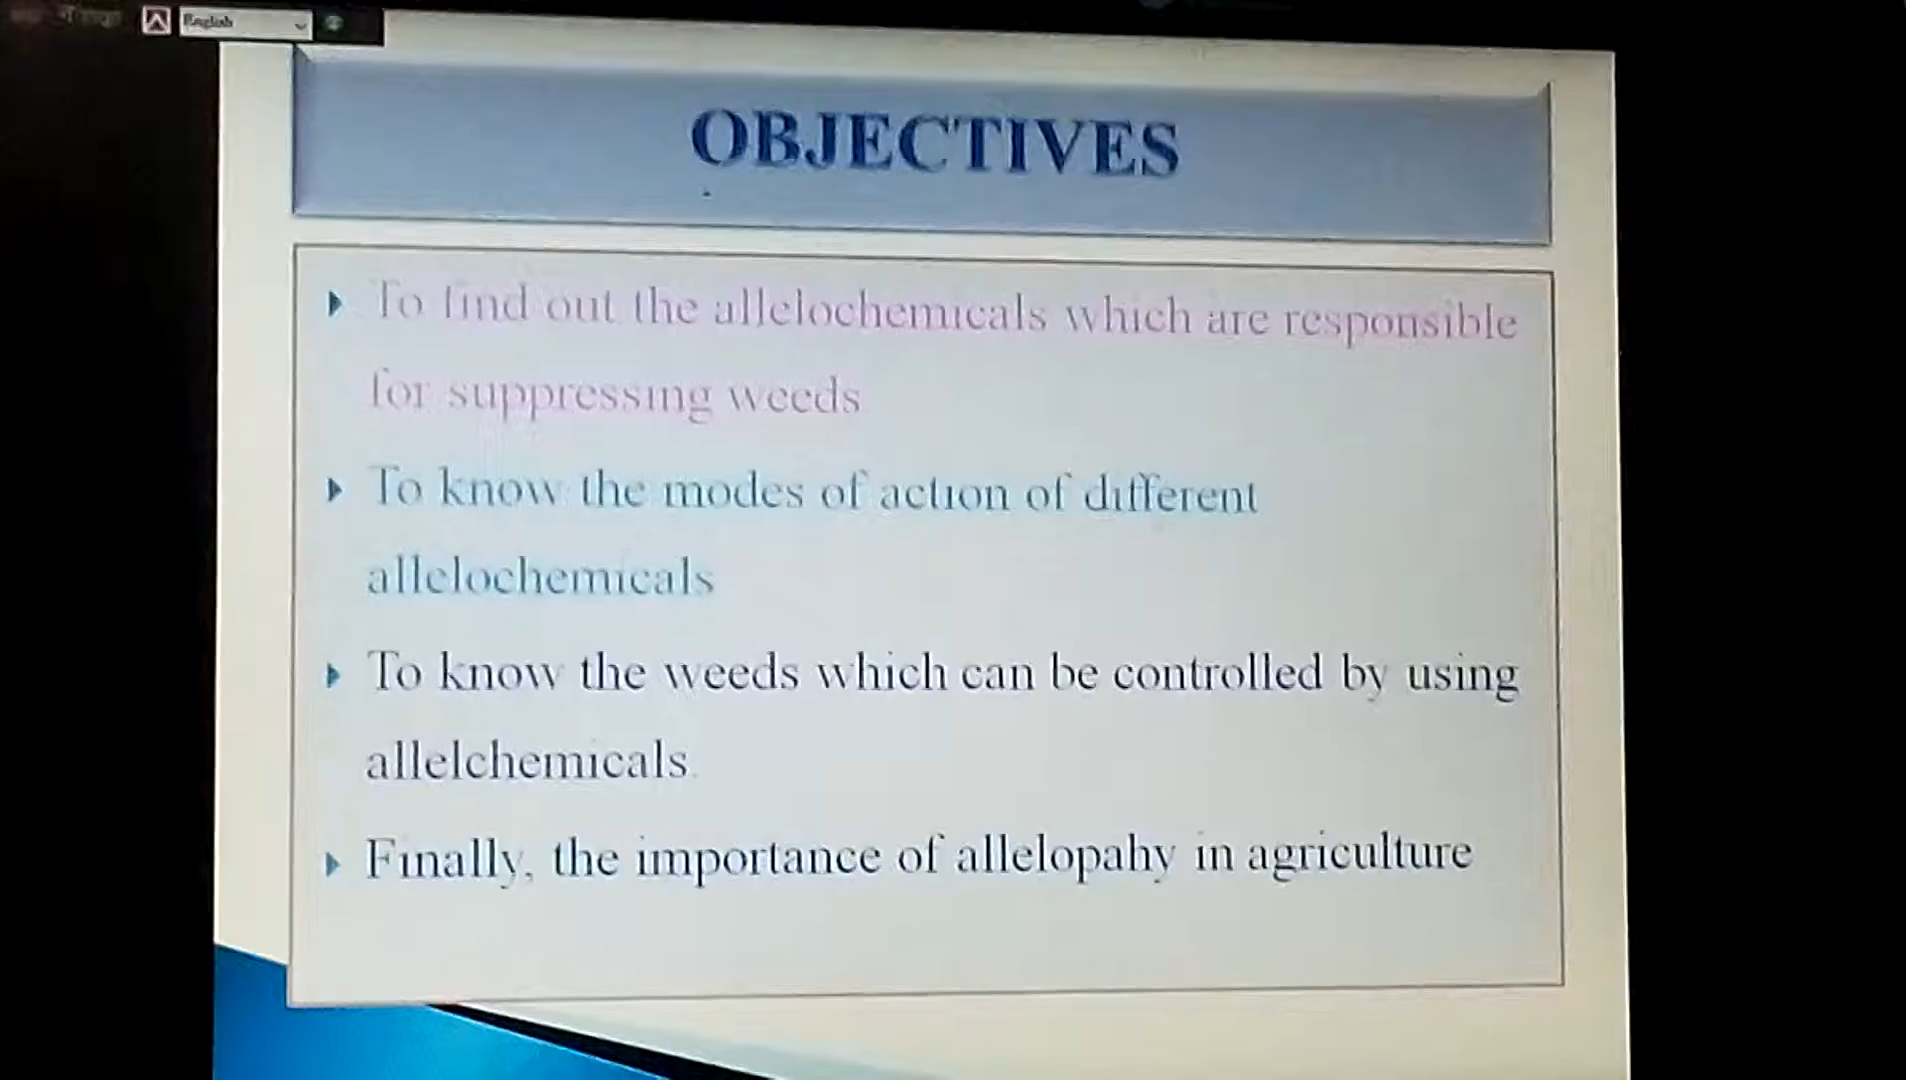 English
OBJECTIVES
To find out the allelochemicals which are responsible
for suppressing weeds
To know the modes of action of different
allelochemicals
To know the weeds which can be controlled by using
allelchemicals.
Finally, the importance of allelopahy in agriculture